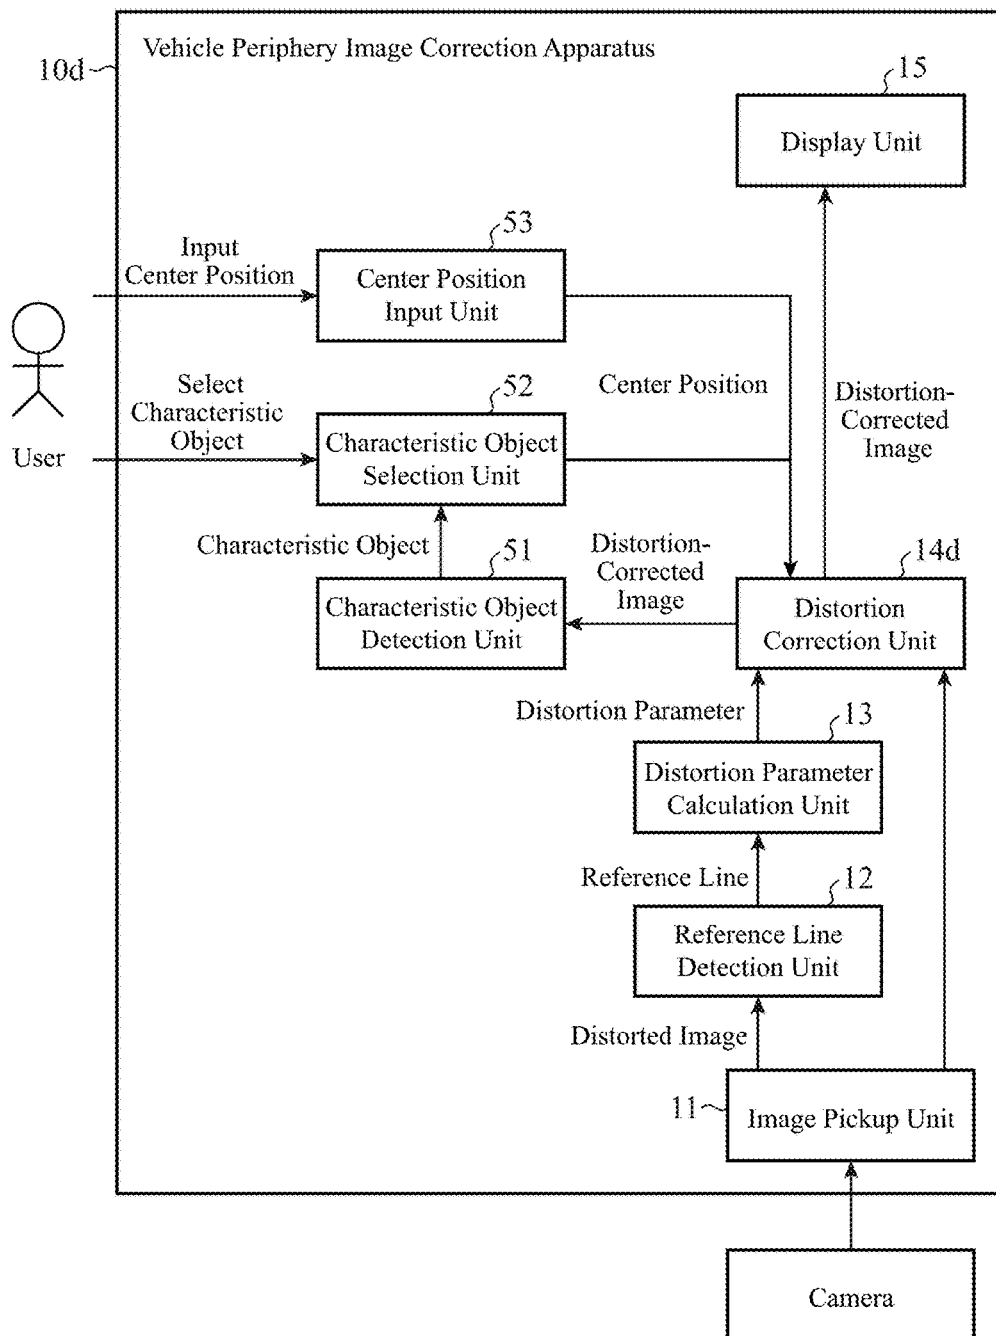 Vehicle Periphery Image Correction Apparatus
10d
15
Display Unit
Input
Center Position
53
Center Position
Input Unit
User
Select
Characteristic
Object
52
Characteristic Object
Selection Unit
Center Position
Distortion-
Corrected
Image
Characteristic Object
51
Characteristic Object
Detection Unit
Distortion-
Corrected
Image
14d
Distortion
Correction Unit
Distortion Parameter
13
Distortion Parameter
Calculation Unit
Reference Line
12
Reference Line
Detection Unit
Distorted Image
11
Image Pickup Unit
Camera